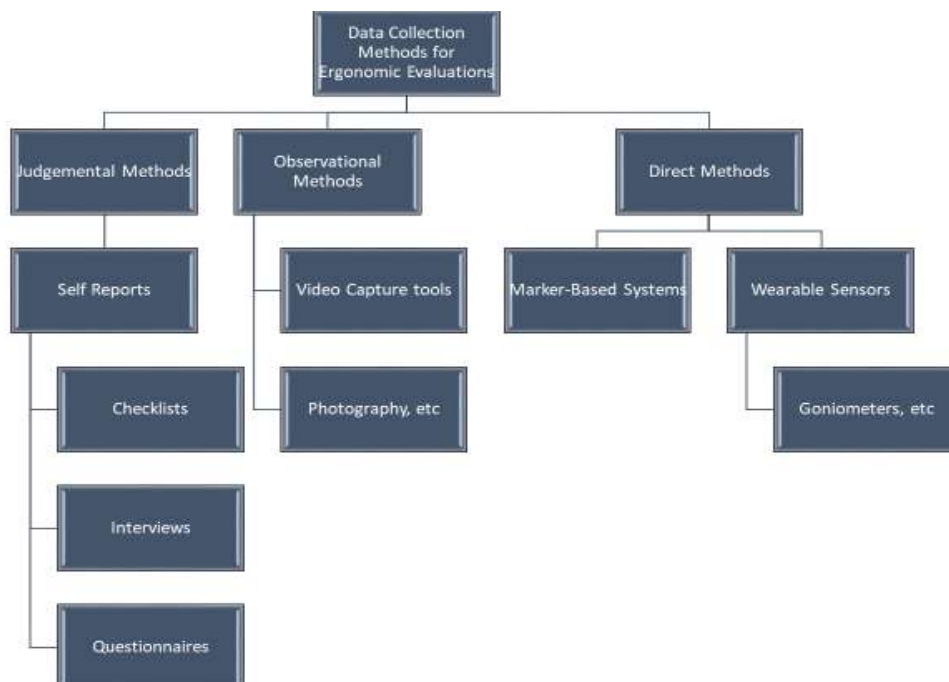 Data Collection
Methods for
Ergonomic Evaluations
Judgemental Methods
Observational
Methods
Direct Methods
Self Reports
Video Capture tools
Marker-Based Systems
Wearable Sensors
Checklists
Photography, etc
Goniometers, etc
Interviews
Questionnaires